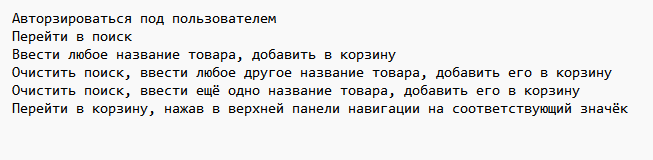 Авторзироваться под пользователем
Перейти в поиск
Ввести любое название товара, добавить в корзину
Очистить поиск, ввести любое другое название товара, добавить его в корзину
Очистить поиск, ввести ещё одно название товара, добавить его в корзину
Перейти в корзину, нажав в верхней панели навигации на соответствующий значёк